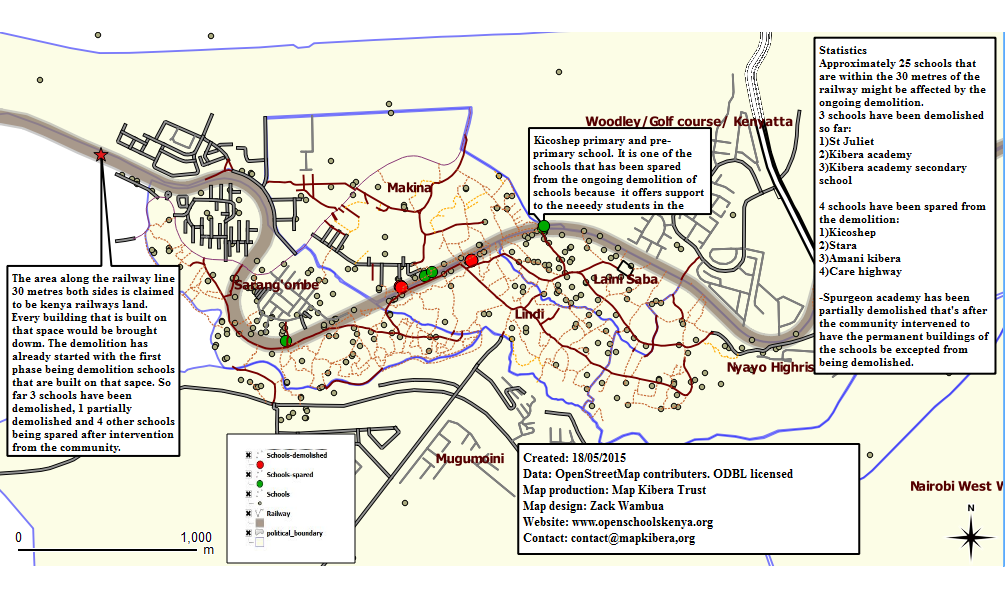 Statistics
Approximately 25 schools that
are within the 30 metres of the
railway might be affected by the
ongoing demolition.
3 schools have been demolished
so far:
1)St Juliet
2)Kibera academy
3)Kibera academy secondary
school
4 schools have been spared from
the demolition:
1)Kicoshep
2)Stara
3)Amani kibera
4)Care highway
-Spurgeon academy has been
partially demolished that's after
the community intervened to
have the permanent buildings of
the schools be excepted from
being demolished.
Woodley/Golf course/ Kenyatta
Kicoshep primary and pre-
primary school. It is one of the
schools that has been spared
from the ongoing demolition of
schools because it offers support
to the neeedy students in the
Makina
Sarang'ombe
Laini Saba
Lindi
Nyayo Highris
Mugumoini
Nairobi West W
The area along the railway line
30 metres both sides is claimed
to be kenya railways land.
Every building that is built on
that space would be brought
dowm. The demolition has
already started with the first
phase being demolition schools
that are built on that sapce. So
far 3 schools have been
demolished, 1 partially
demolished and 4 other schools
being spared after intervention
from the community.
Schools-demolished
Schools-spared
Schools
Railway
political_boundary
Created: 18/05/2015
Data: OpenStreetMap contributers. ODBL licensed
Map production: Map Kibera Trust
Map design: Zack Wambua
Website: www.openschoolskenya.org
Contact: contact@mapkibera,org
0 1,000
m
N